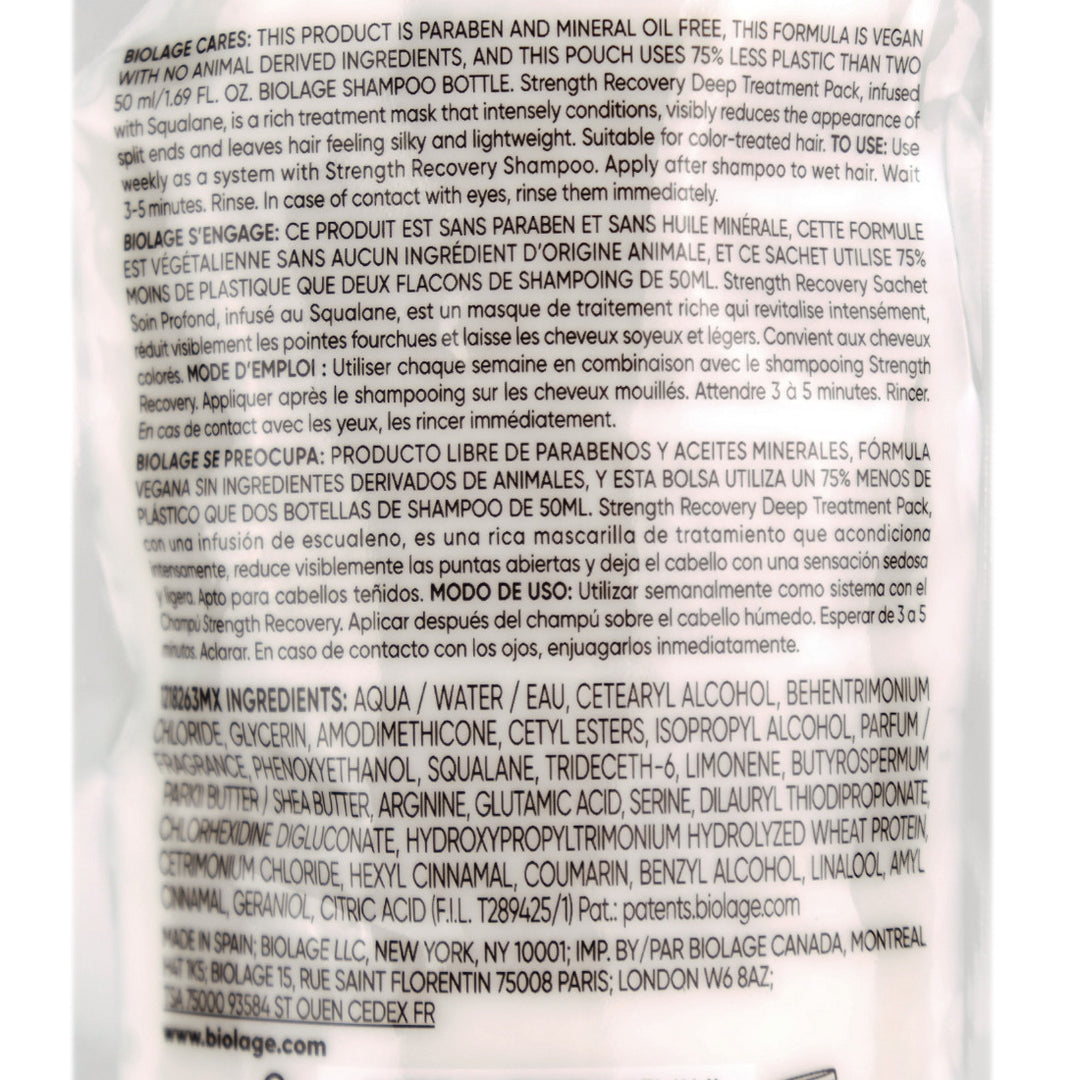 BIOLAGE CARES: THIS PRODUCT IS PARABEN AND MINERAL OIL FREE, THIS FORMULA IS VEGAN
WITH NO ANIMAL DERIVED INGREDIENTS, AND THIS POUCH USES 75% LESS PLASTIC THAN TWO
50 ml/1.69 FL. OZ. BIOLAGE SHAMPOO BOTTLE. Strength Recovery Deep Treatment Pack, infused
with Squalane, is a rich treatment mask that intensely conditions, visibly reduces the appearance of
split ends and leaves hair feeling silky and lightweight. Suitable for color-treated hair. TO USE: Use
weekly as a system with Strength Recovery Shampoo. Apply after shampoo to wet hair. Wait
3-5 minutes. Rinse. In case of contact with eyes, rinse them immediately.
BIOLAGE S'ENGAGE: CE PRODUIT EST SANS PARABEN ET SANS HUILE MINÉRALE, CETTE FORMULE
EST VÉGÉTALIENNE SANS AUCUN INGRÉDIENT D'ORIGINE ANIMALE, ET CE SACHET UTILISE 75%
MOINS DE PLASTIQUE QUE DEUX FLACONS DE SHAMPOING DE 50ML. Strength Recovery Sachet
Soin Profond, infusé au Squalane, est un masque de traitement riche qui revitalise intensément,
réduit visiblement les pointes fourchues et laisse les cheveux soyeux et légers. Convient aux cheveux
colorés. MODE D'EMPLOI : Utiliser chaque semaine en combinaison avec le shampooing Strength
Recovery. Appliquer après le shampooing sur les cheveux mouillés. Attendre 3 à 5 minutes. Rincer.
En cas de contact avec les yeux, les rincer immédiatement.
BIOLAGE SE PREOCUPA: PRODUCTO LIBRE DE PARABENOS Y ACEITES MINERALES, FÓRMULA
VEGANA SIN INGREDIENTES DERIVADOS DE ANIMALES, Y ESTA BOLSA UTILIZA UN 75% MENOS DE
PLÁSTICO QUE DOS BOTELLAS DE SHAMPOO DE 50ML. Strength Recovery Deep Treatment Pack,
con una infusión de escualeno, es una rica mascarilla de tratamiento que acondiciona
intensamente, reduce visiblemente las puntas abiertas y deja el cabello con una sensación sedosa
y ligera. Apto para cabellos teñidos. MODO DE USO: Utilizar semanalmente como sistema con el
Champú Strength Recovery. Aplicar después del champú sobre el cabello húmedo. Esperar de 3 a 5
minutos. Aclarar. En caso de contacto con los ojos, enjuagarlos inmediatamente.
INGREDIENTS: AQUA / WATER / EAU, CETEARYL ALCOHOL, BEHENTRIMONIUM
CHLORIDE, GLYCERIN, AMODIMETHICONE, CETYL ESTERS, ISOPROPYL ALCOHOL, PARFUM /
FRAGRANCE, PHENOXYETHANOL, SQUALANE, TRIDECETH-6, LIMONENE, BUTYROSPERMUM
PARKII BUTTER / SHEA BUTTER, ARGININE, GLUTAMIC ACID, SERINE, DILAURYL THIODIPROPIONATE,
CHLORHEXIDINE DIGLUCONATE, HYDROXYPROPYLTRIMONIUM HYDROLYZED WHEAT PROTEIN,
CETRIMONIUM CHLORIDE, HEXYL CINNAMAL, COUMARIN, BENZYL ALCOHOL, LINALOOL, AMYL
CINNAMAL, GERANIOL, CITRIC ACID (F.I.L. T289425/1) Pat.: patents.biolage.com
MADE IN SPAIN; BIOLAGE LLC, NEW YORK, NY 10001; IMP. BY/PAR BIOLAGE CANADA, MONTREAL
H4T 1K5; BIOLAGE 15, RUE SAINT FLORENTIN 75008 PARIS; LONDON W6 8AZ;
75000 93584 ST OUEN CEDEX FR
www.biolage.com